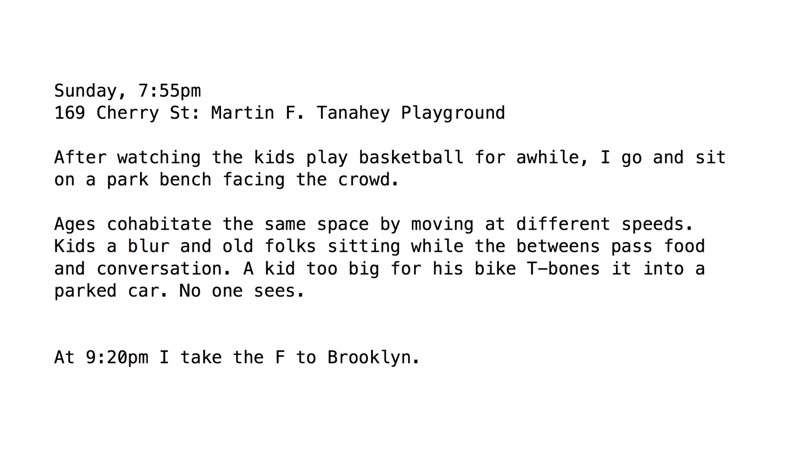 Sunday, 7:55pm
169 Cherry St: Martin F. Tanahey Playground
After watching the kids play basketball for awhile, I go and sit
on a park bench facing the crowd.
Ages cohabitate the same space by moving at different speeds.
Kids a blur and old folks sitting while the betweens pass food
and conversation. A kid too big for his bike T-bones it into a
parked car. No one sees.
At 9:20pm I take the F to Brooklyn.